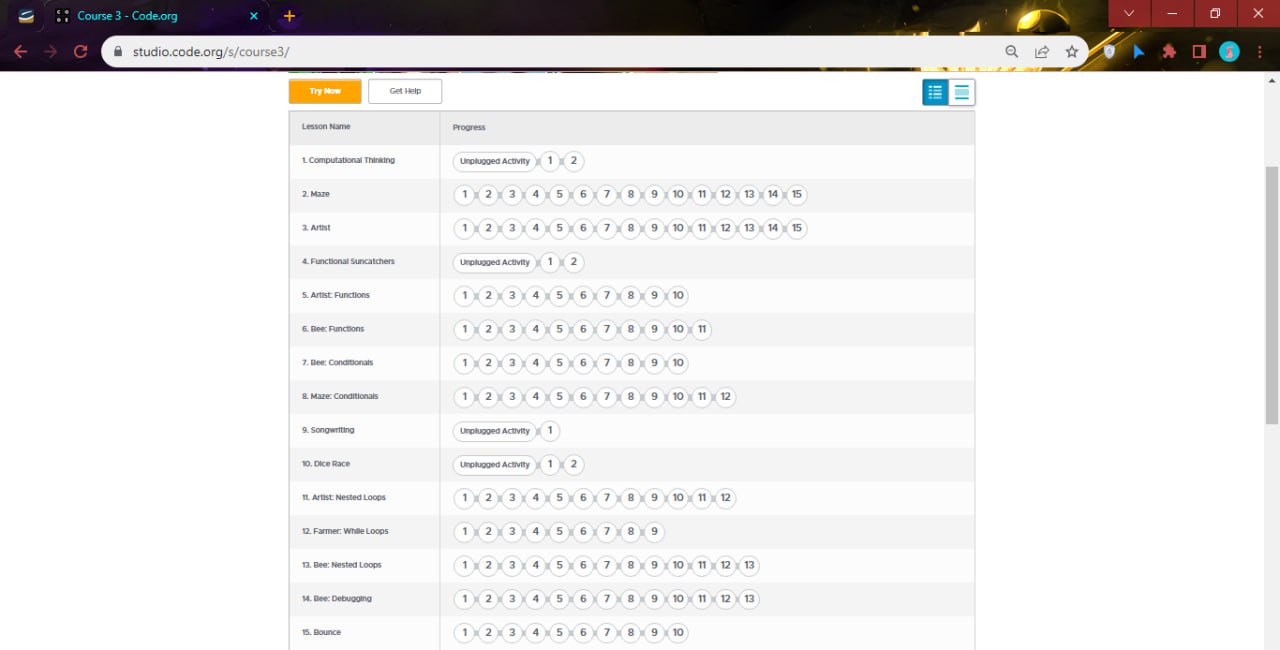 Course 3 - Code.org
studio.code.org/s/course3/
Try Now Get Help
Lesson Name Progress
1. Computational Thinking Unplugged Activity 1 2
2. Maze 1 2 3 4 5 6 7 8 9 10 11 12 13 14 15
3. Artist 1 2 3 4 5 6 7 8 9 10 11 12 13 14 15
4. Functional Suncatchers Unplugged Activity 1 2
5. Artist: Functions 1 2 3 4 5 6 7 8 9 10
6. Bee: Functions 1 2 3 4 5 6 7 8 9 10 11
7. Bee: Conditionals 1 2 3 4 5 6 7 8 9 10
8. Maze: Conditionals 1 2 3 4 5 6 7 8 9 10 11 12
9. Songwriting Unplugged Activity 1
10. Dice Race Unplugged Activity 1 2
11. Artist: Nested Loops 1 2 3 4 5 6 7 8 9 10 11 12
12. Farmer: While Loops 1 2 3 4 5 6 7 8 9
13. Bee: Nested Loops 1 2 3 4 5 6 7 8 9 10 11 12 13
14. Bee: Debugging 1 2 3 4 5 6 7 8 9 10 11 12 13
15. Bounce 1 2 3 4 5 6 7 8 9 10